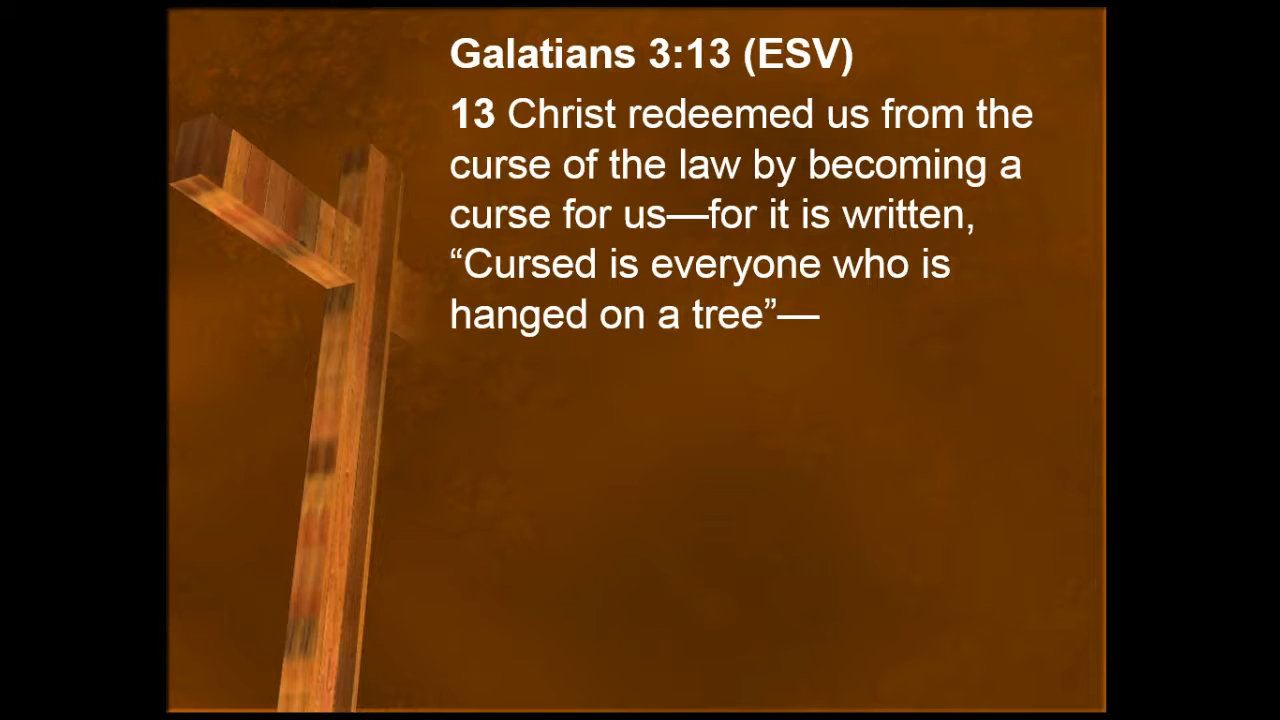 Galatians 3:13 (ESV)
13 Christ redeemed us from the
curse of the law by becoming a
curse for us—for it is written,
“Cursed is everyone who is
hanged on a tree”—